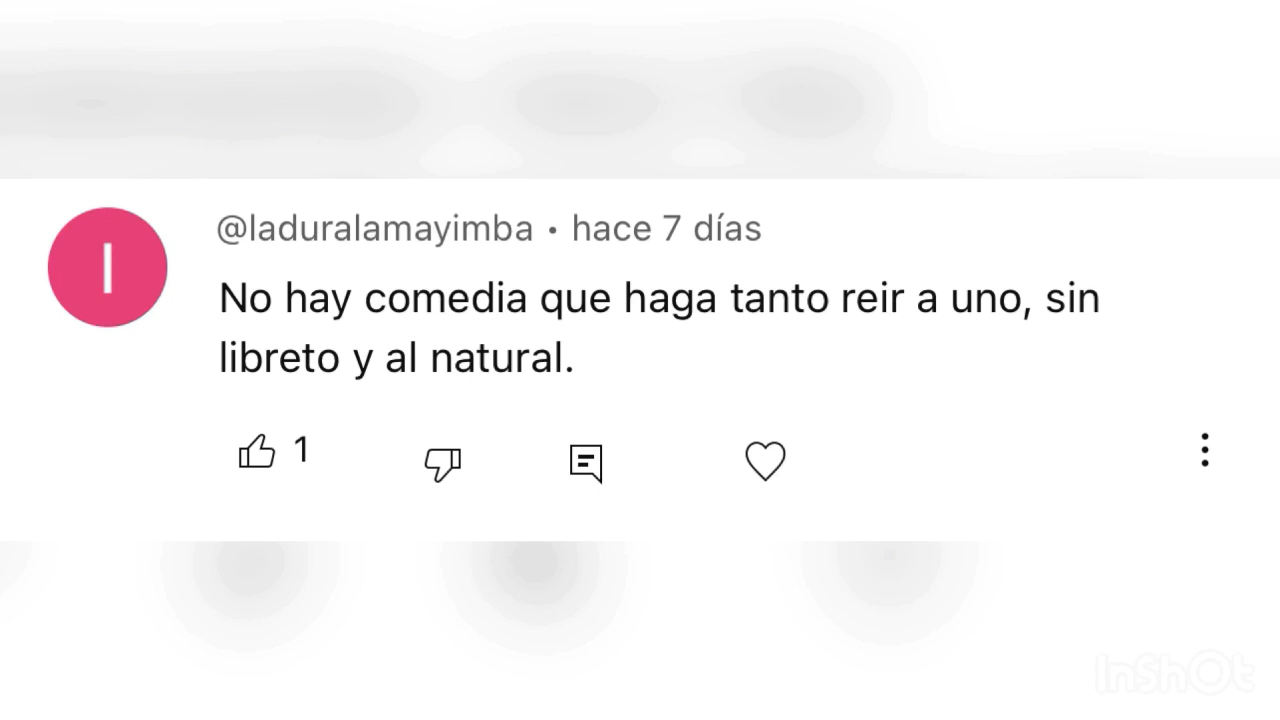 @laduralamayimba • hace 7 días
No hay comedia que haga tanto reir a uno, sin
libreto y al natural.
1
InShOt